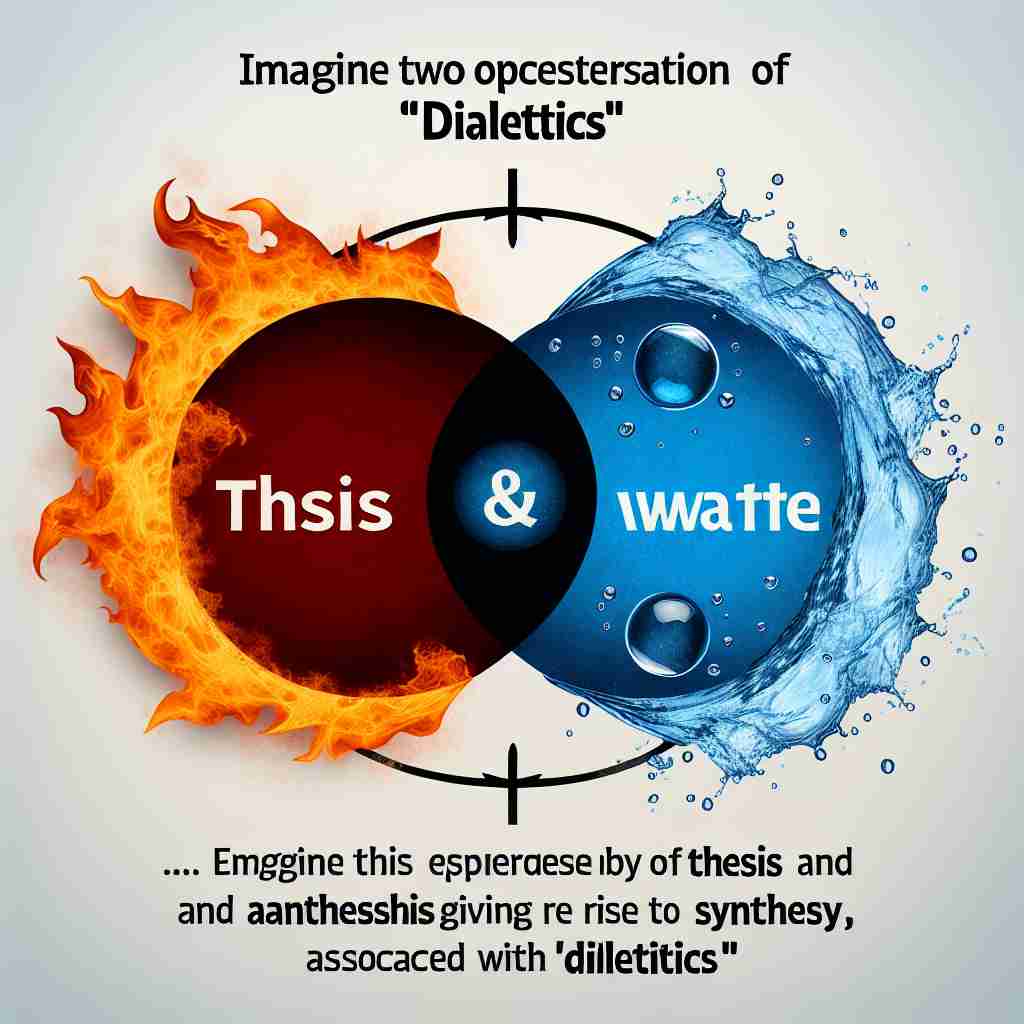 Imagine two opcestersation of
"Dialettics"
Thsis & wwatte
.... Emggine this espierdese iby of thesis and
and aanthesshis giving re rise to synthesy,
assocaced with 'dilletitics"